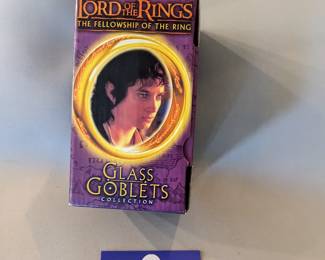 LORD OF THE RINGS
THE FELLOWSHIP OF THE RING
GLASS
GOBLETS
COLLECTION